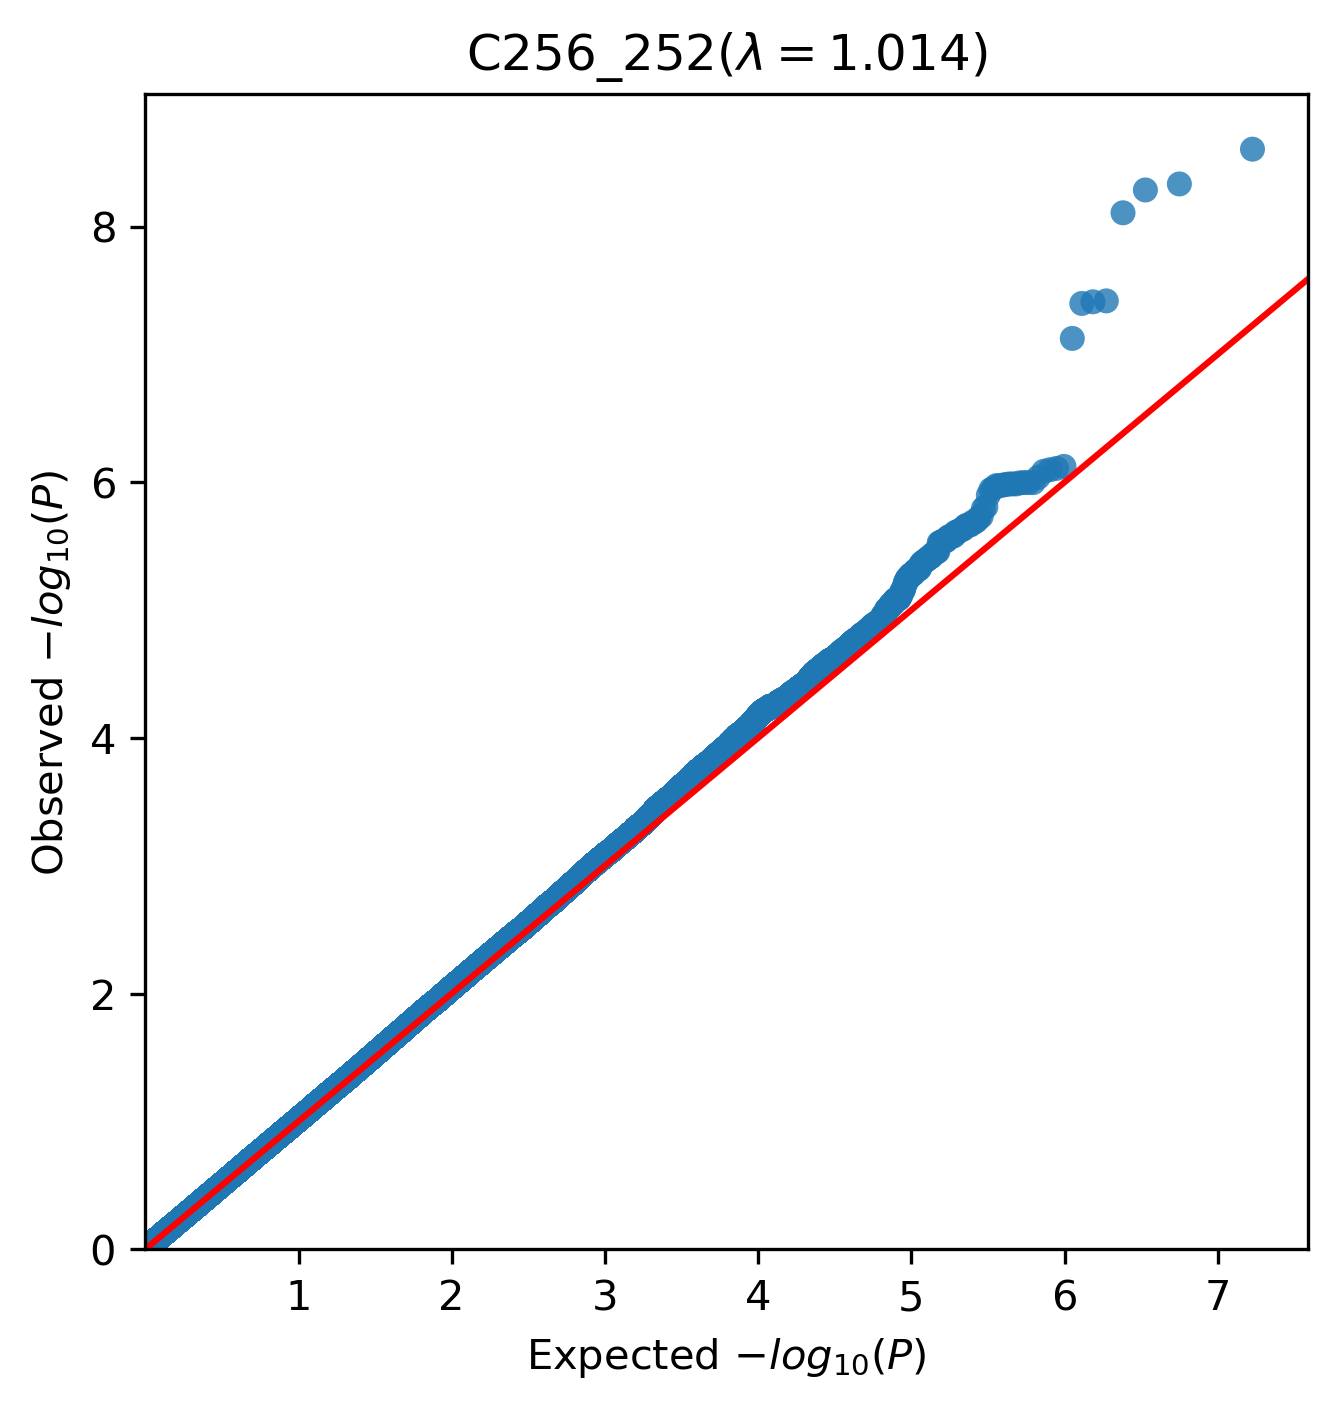 C256_252(λ = 1.014)
8
6
4
2
0
Observed −log₁₀(P)
1 2 3 4 5 6 7
Expected −log₁₀(P)